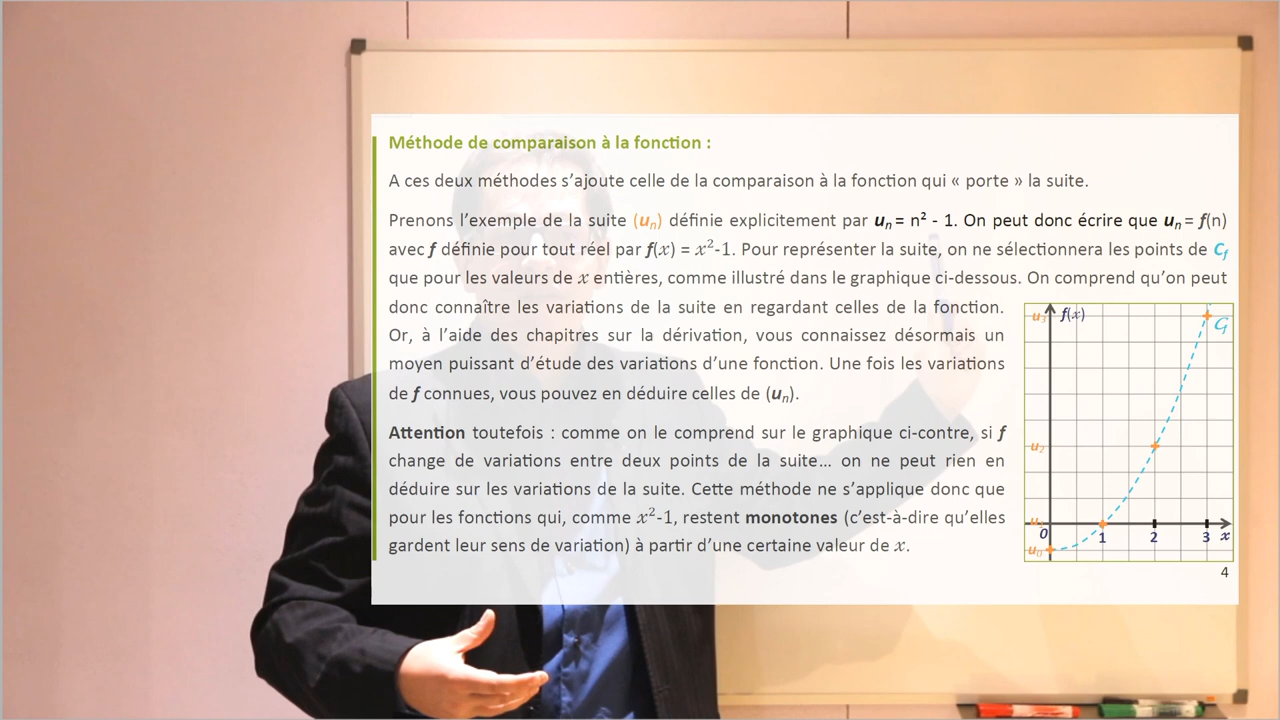 Méthode de comparaison à la fonction :
A ces deux méthodes s’ajoute celle de la comparaison à la fonction qui « porte » la suite.
Prenons l’exemple de la suite (uₙ) définie explicitement par uₙ = n² - 1. On peut donc écrire que uₙ = f(n)
avec f définie pour tout réel par f(x) = x²-1. Pour représenter la suite, on ne sélectionnera les points de C_f
que pour les valeurs de x entières, comme illustré dans le graphique ci-dessous. On comprend qu’on peut
donc connaître les variations de la suite en regardant celles de la fonction.
Or, à l’aide des chapitres sur la dérivation, vous connaissez désormais un
moyen puissant d’étude des variations d’une fonction. Une fois les variations
de f connues, vous pouvez en déduire celles de (uₙ).
Attention toutefois : comme on le comprend sur le graphique ci-contre, si f
change de variations entre deux points de la suite… on ne peut rien en
déduire sur les variations de la suite. Cette méthode ne s’applique donc que
pour les fonctions qui, comme x²-1, restent monotones (c’est-à-dire qu’elles
gardent leur sens de variation) à partir d’une certaine valeur de x.
u₃ f(x) C_f
u₂
u₁
0 1 2 3 x
u₀
4